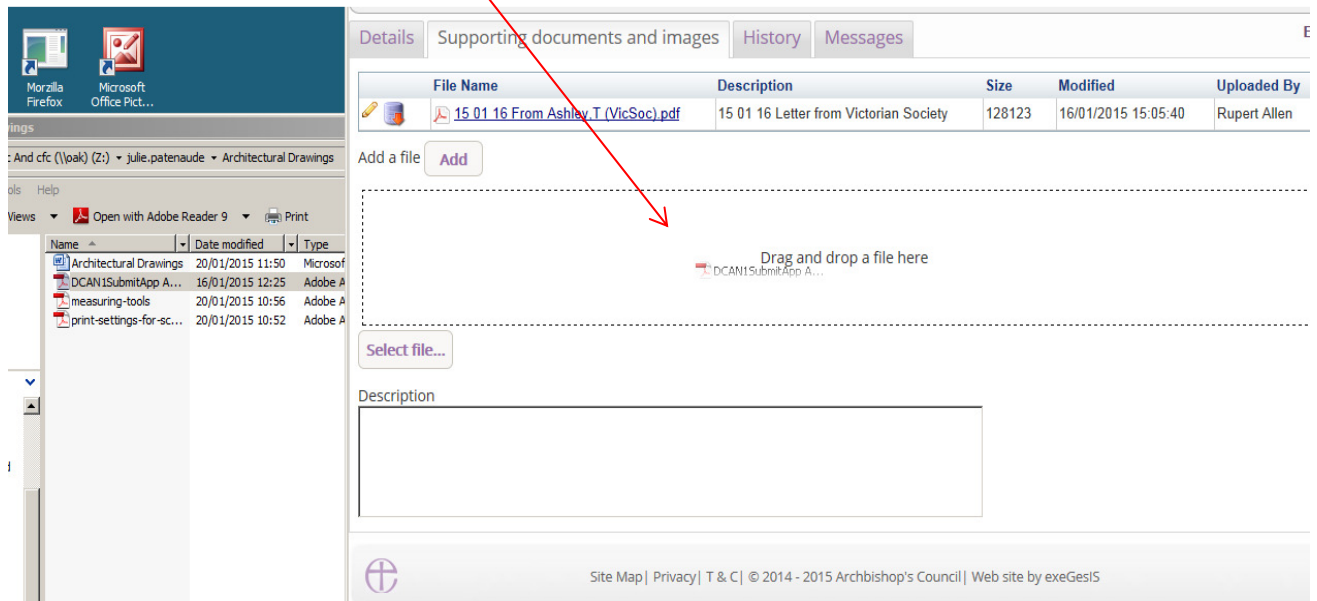 Morzilla
Firefox
Microsoft
Office Pict...
ings
: And cfc (\\oak) (Z:) julie.patenaude Architectural Drawings
ols Help
Views Open with Adobe Reader 9 Print
Name Date modified Type
Architectural Drawings 20/01/2015 11:50 Microsof
DCAN1SubmitApp A... 16/01/2015 12:25 Adobe A
measuring-tools 20/01/2015 10:56 Adobe A
print-settings-for-sc... 20/01/2015 10:52 Adobe A
Details Supporting documents and images History Messages
File Name Description Size Modified Uploaded By
15 01 16 From Ashley,T (VicSoc).pdf 15 01 16 Letter from Victorian Society 128123 16/01/2015 15:05:40 Rupert Allen
Add a file Add
Drag and drop a file here
DCAN1SubmitApp A...
Select file...
Description
Site Map| Privacy| T & C| © 2014 - 2015 Archbishop's Council| Web site by exeGesIS